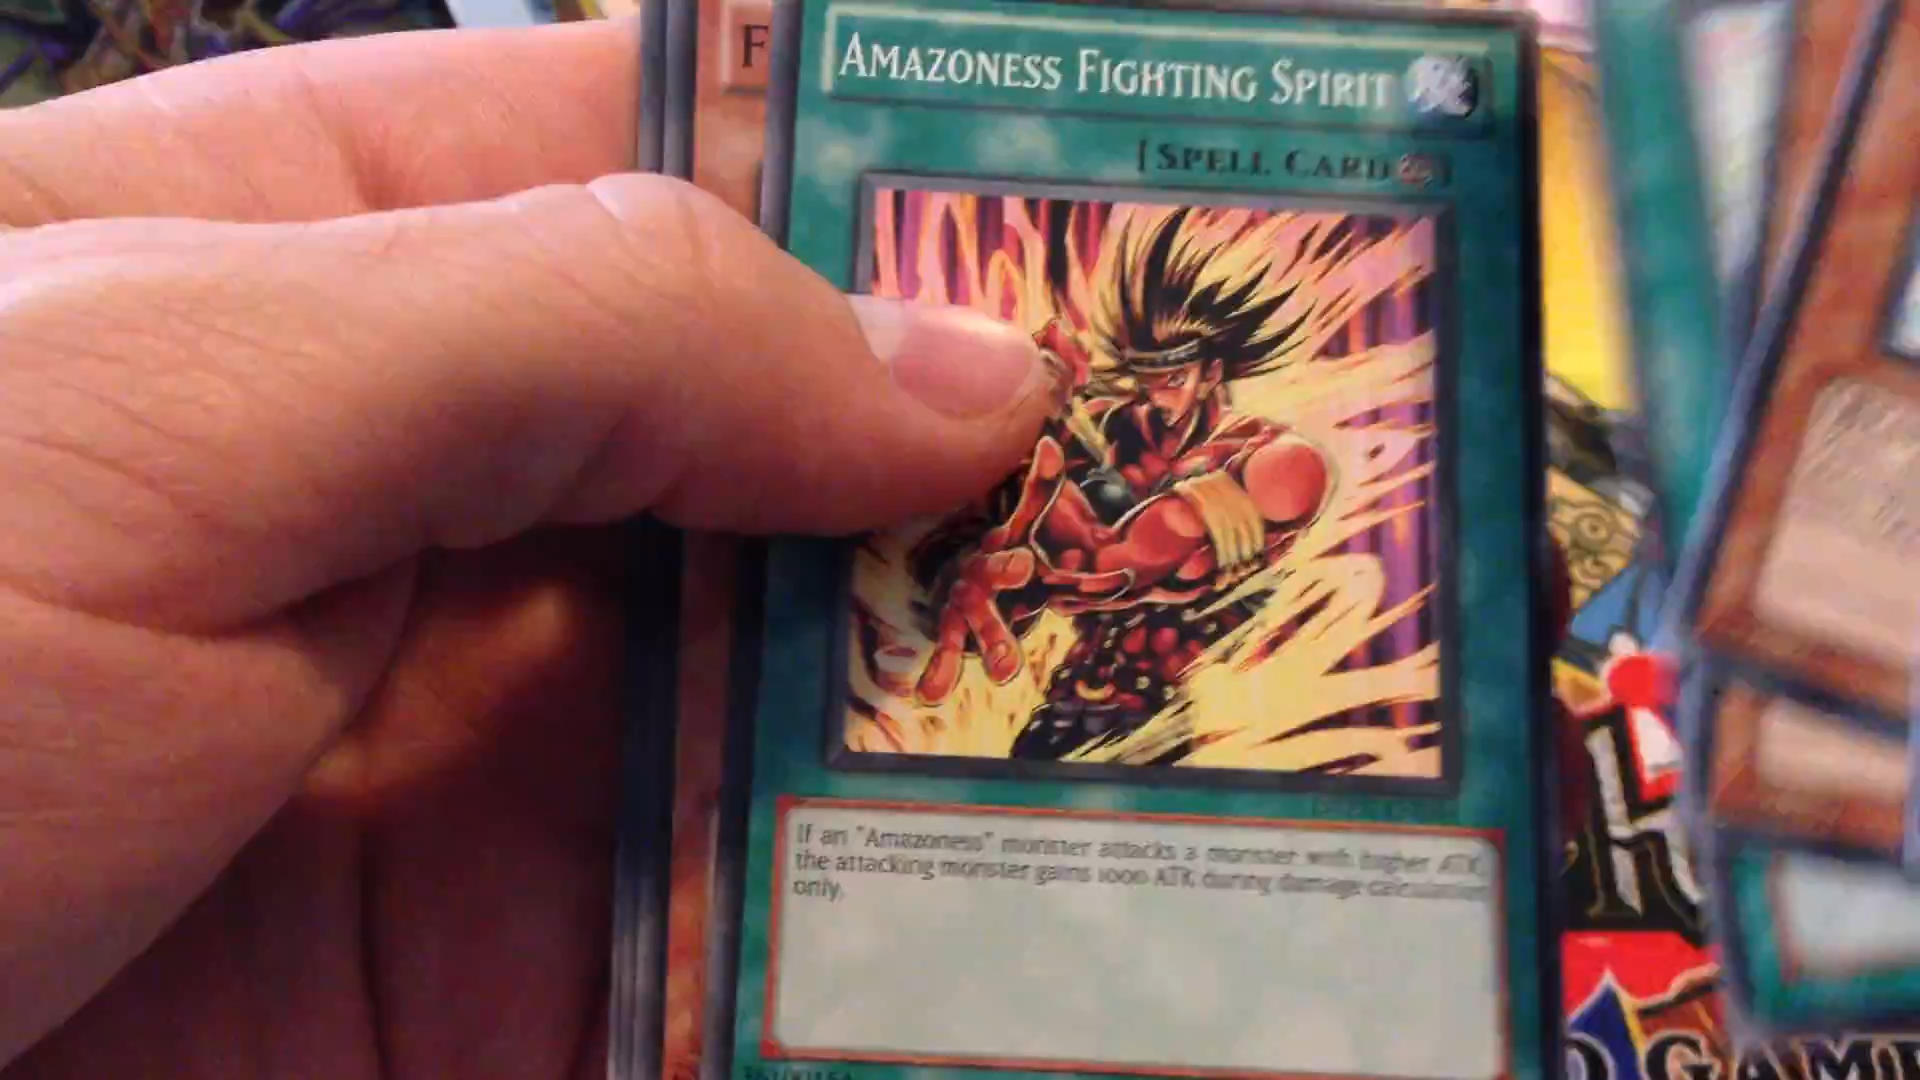 F
AMAZONESS FIGHTING SPIRIT
[SPELL CARD ]
If an "Amazoness" monster attacks a monster with higher ATK,
the attacking monster gains 1000 ATK during damage calculation
only.
GAME